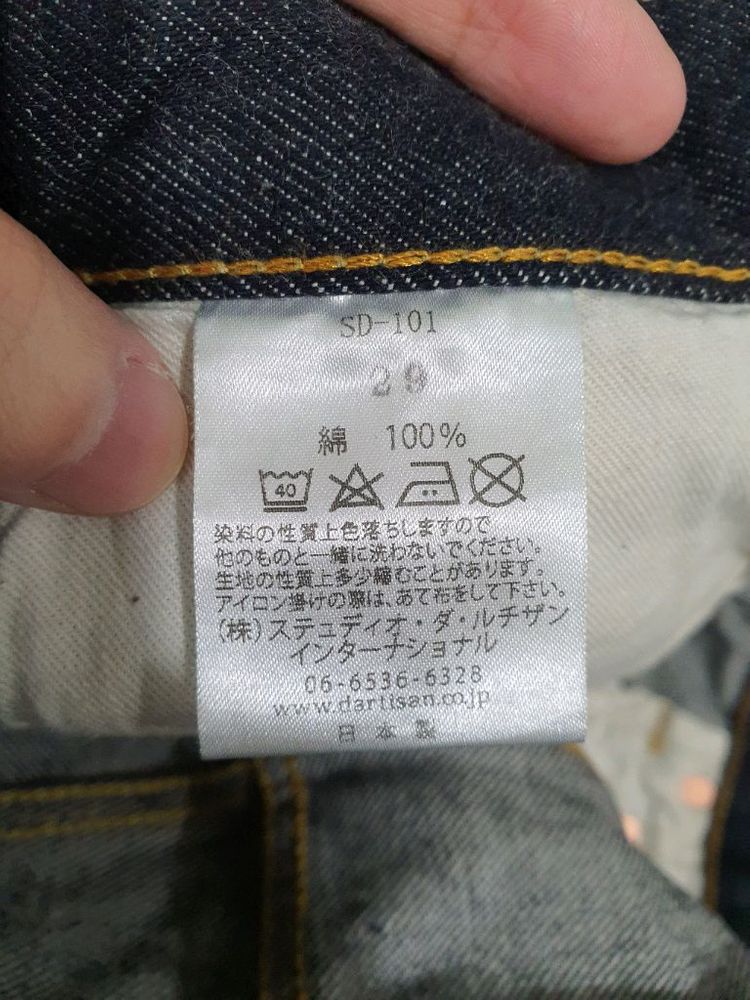 SD-101
29
綿 100%
40
染料の性質上色落ちしますので
他のものと一緒に洗わないでください。
生地の性質上多少縮むことがあります。
アイロン掛けの際は、あて布をして下さい。
(株)ステュディオ・ダ・ルチザン
インターナショナル
06-6536-6328
www.dartisan.co.jp
日本製